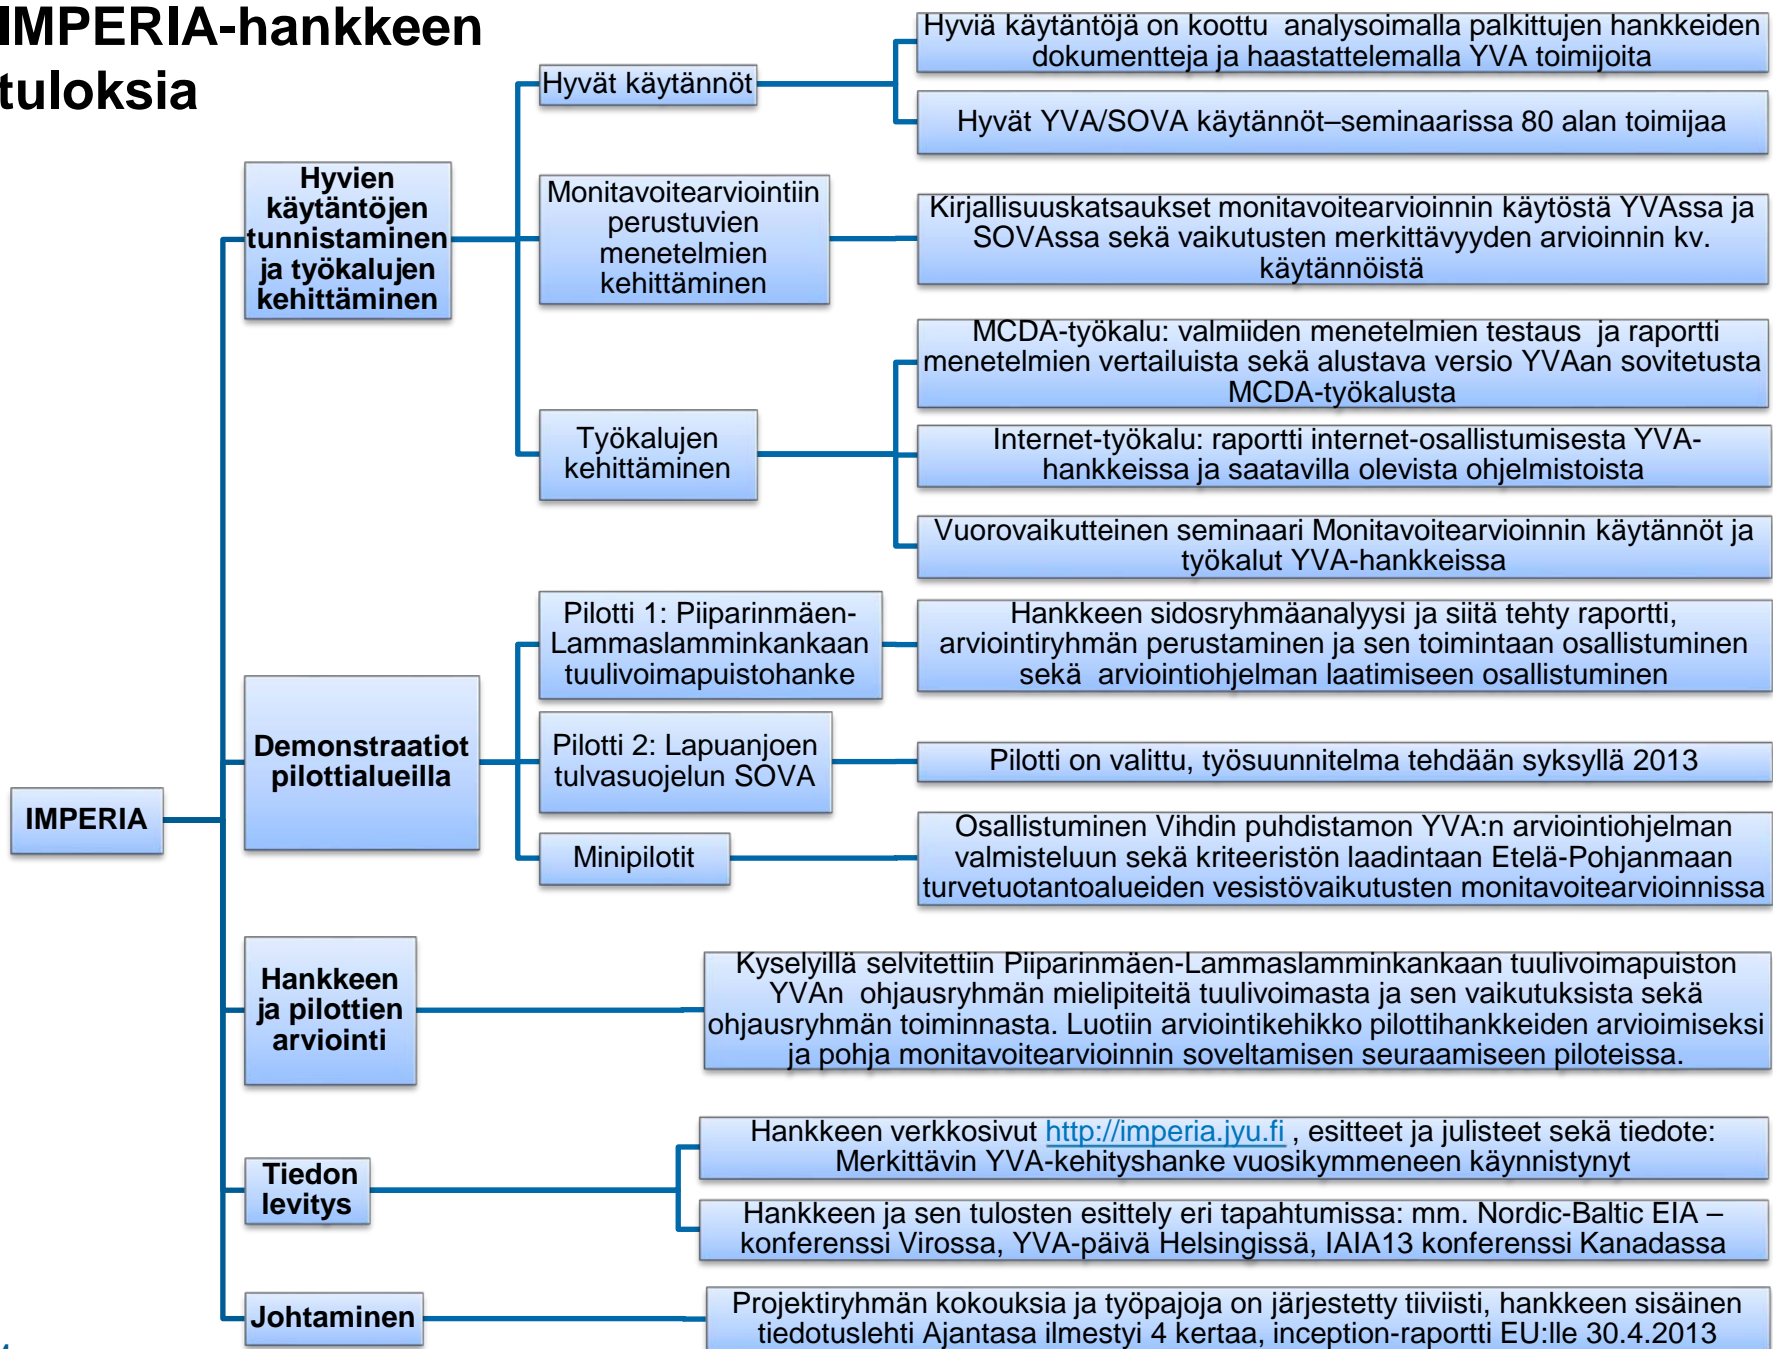 IMPERIA-hankkeen
tuloksia
IMPERIA
Hyvien
käytäntöjen
tunnistaminen
ja työkalujen
kehittäminen
Hyvät käytännöt
Hyviä käytäntöjä on koottu analysoimalla palkittujen hankkeiden
dokumentteja ja haastattelemalla YVA toimijoita
Hyvät YVA/SOVA käytännöt–seminaarissa 80 alan toimijaa
Monitavoitearviointiin
perustuvien
menetelmien
kehittäminen
Kirjallisuuskatsaukset monitavoitearvioinnin käytöstä YVAssa ja
SOVAssa sekä vaikutusten merkittävyyden arvioinnin kv.
käytännöistä
Työkalujen
kehittäminen
MCDA-työkalu: valmiiden menetelmien testaus ja raportti
menetelmien vertailuista sekä alustava versio YVAan sovitetusta
MCDA-työkalusta
Internet-työkalu: raportti internet-osallistumisesta YVA-
hankkeissa ja saatavilla olevista ohjelmistoista
Vuorovaikutteinen seminaari Monitavoitearvioinnin käytännöt ja
työkalut YVA-hankkeissa
Demonstraatiot
pilottialueilla
Pilotti 1: Piiparinmäen-
Lammaslamminkankaan
tuulivoimapuistohanke
Hankkeen sidosryhmäanalyysi ja siitä tehty raportti,
arviointiryhmän perustaminen ja sen toimintaan osallistuminen
sekä arviointiohjelman laatimiseen osallistuminen
Pilotti 2: Lapuanjoen
tulvasuojelun SOVA
Pilotti on valittu, työsuunnitelma tehdään syksyllä 2013
Minipilotit
Osallistuminen Vihdin puhdistamon YVA:n arviointiohjelman
valmisteluun sekä kriteeristön laadintaan Etelä-Pohjanmaan
turvetuotantoalueiden vesistövaikutusten monitavoitearvioinnissa
Hankkeen
ja pilottien
arviointi
Kyselyillä selvitettiin Piiparinmäen-Lammaslamminkankaan tuulivoimapuiston
YVAn ohjausryhmän mielipiteitä tuulivoimasta ja sen vaikutuksista sekä
ohjausryhmän toiminnasta. Luotiin arviointikehikko pilottihankkeiden arvioimiseksi
ja pohja monitavoitearvioinnin soveltamisen seuraamiseen piloteissa.
Tiedon
levitys
Hankkeen verkkosivut http://imperia.jyu.fi , esitteet ja julisteet sekä tiedote:
Merkittävin YVA-kehityshanke vuosikymmeneen käynnistynyt
Hankkeen ja sen tulosten esittely eri tapahtumissa: mm. Nordic-Baltic EIA –
konferenssi Virossa, YVA-päivä Helsingissä, IAIA13 konferenssi Kanadassa
Johtaminen
Projektiryhmän kokouksia ja työpajoja on järjestetty tiiviisti, hankkeen sisäinen
tiedotuslehti Ajantasa ilmestyi 4 kertaa, inception-raportti EU:lle 30.4.2013